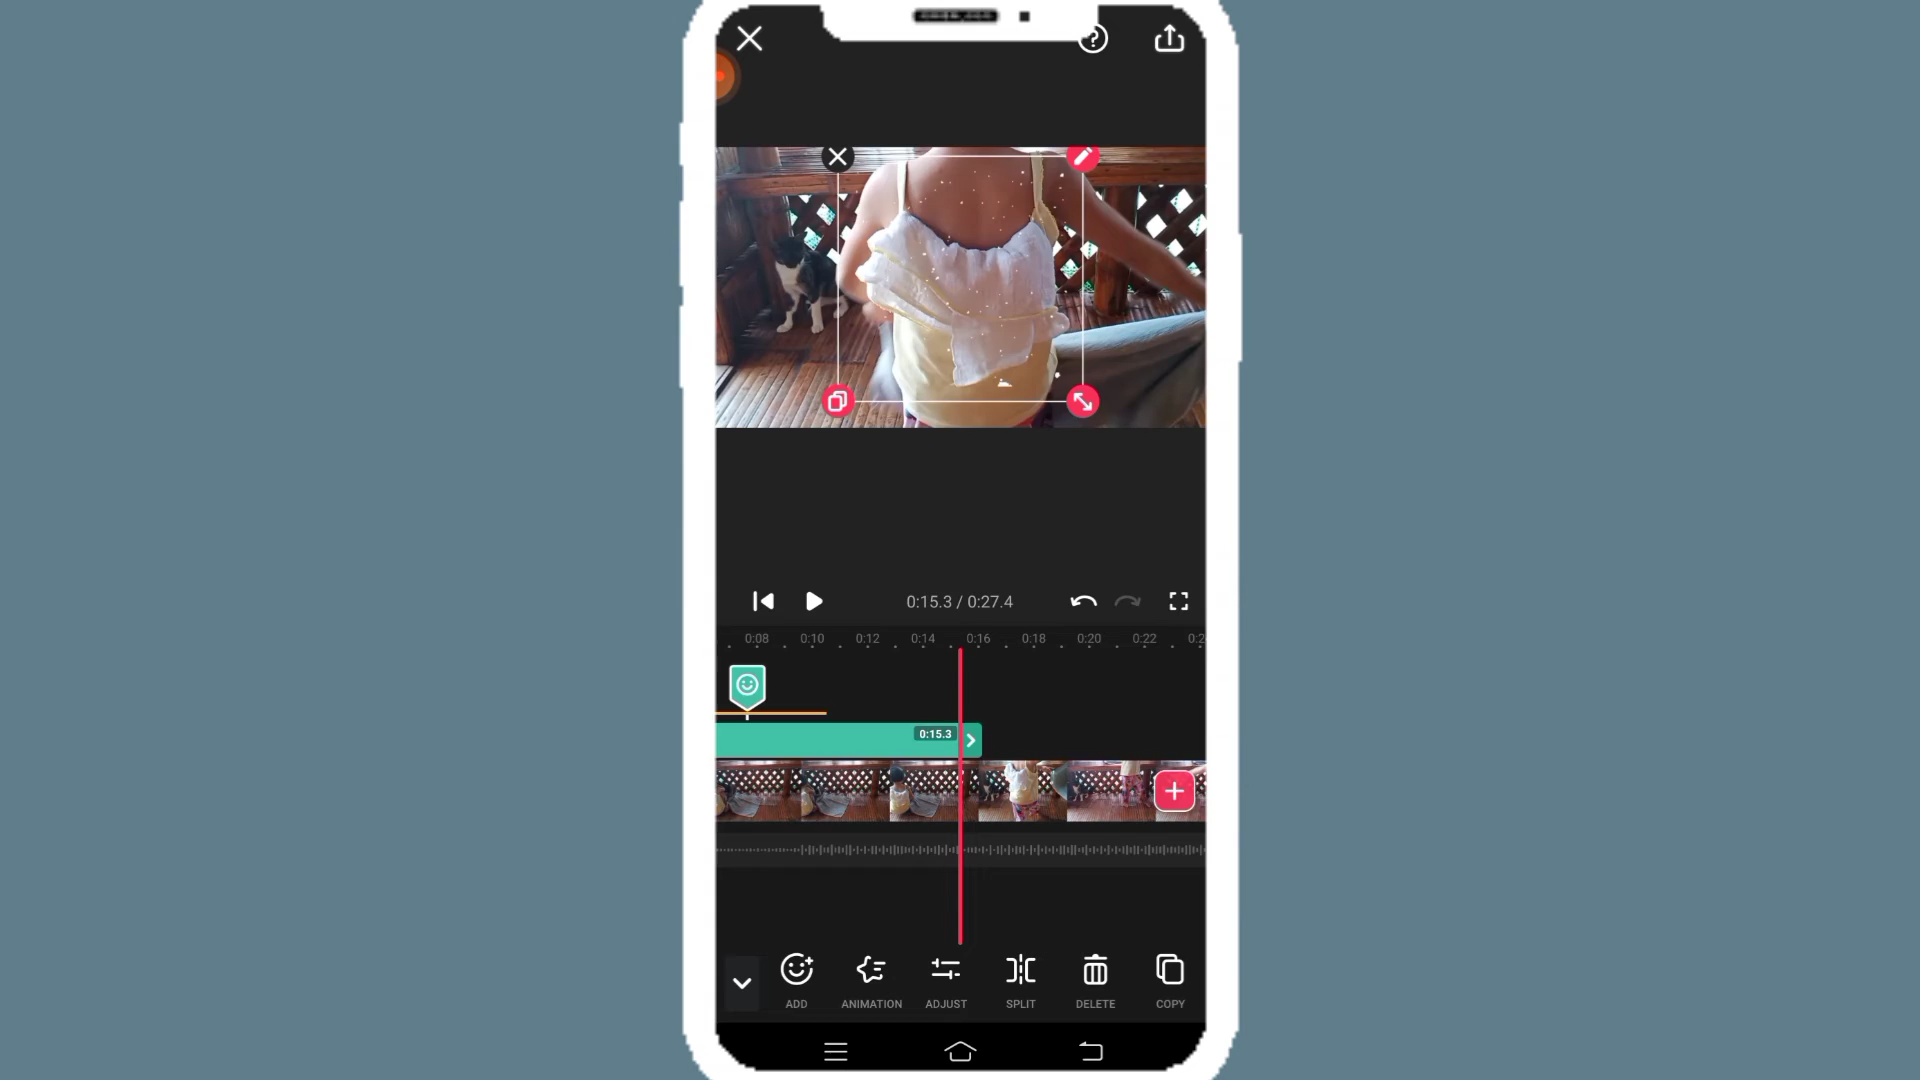 ?
0:15.3 / 0:27.4
0:08 0:10 0:12 0:14 0:16 0:18 0:20 0:22
0:15.3
ADD ANIMATION ADJUST SPLIT DELETE COPY